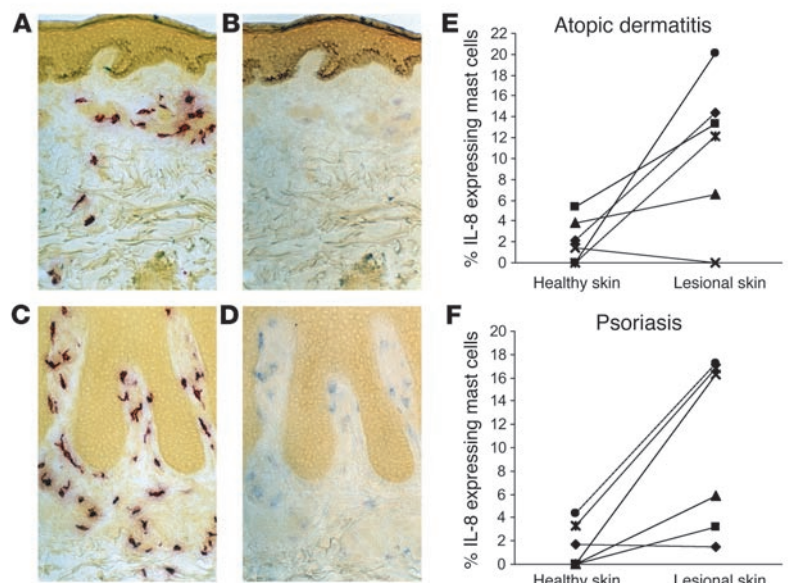 A
B
C
D
E
Atopic dermatitis
% IL-8 expressing mast cells
22
20
18
16
14
12
10
8
6
4
2
0
Healthy skin
Lesional skin
F
Psoriasis
% IL-8 expressing mast cells
20
18
16
14
12
10
8
6
4
2
0
Healthy skin
Lesional skin